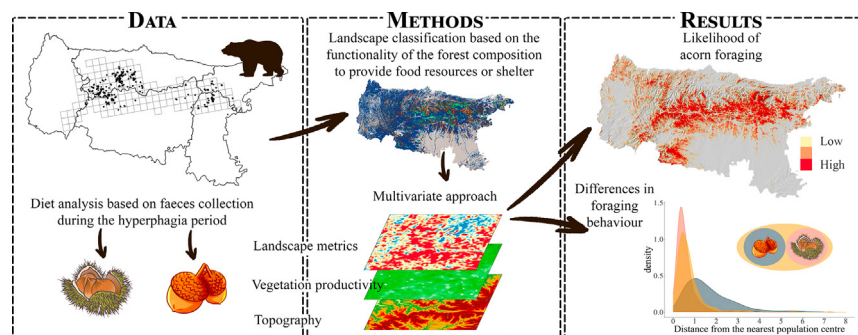 DATA
Diet analysis based on faeces collection
during the hyperphagia period
METHODS
Landscape classification based on the
functionality of the forest composition
to provide food resources or shelter
Multivariate approach
Landscape metrics
Vegetation productivity
Topography
RESULTS
Likelihood of
acorn foraging
Low
High
Differences in
foraging
behaviour
density
1.5
1.0
0.5
0.0
0 1 2 3 4 5 6 7 8
Distance from the nearest population centre